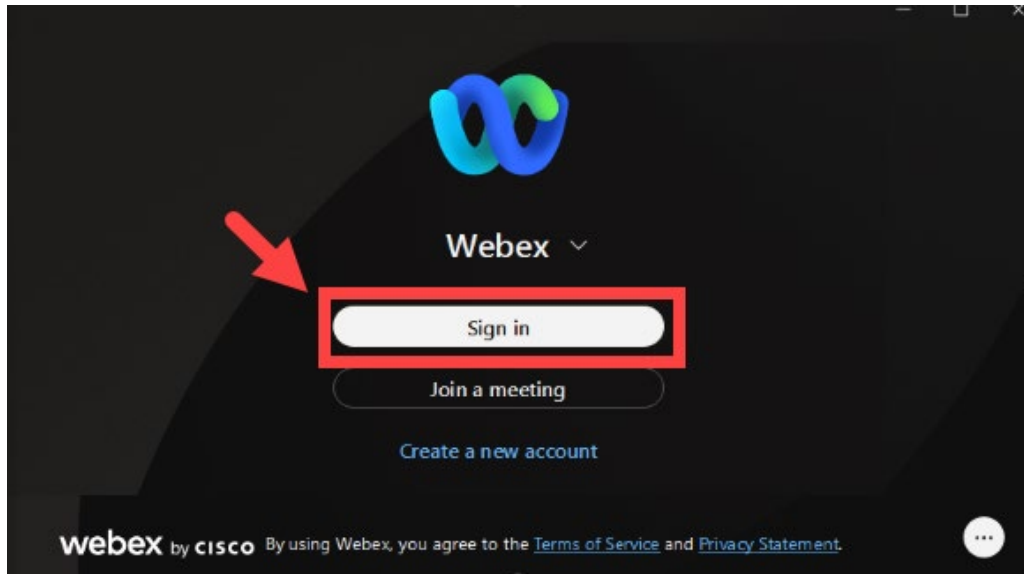 Webex
Sign in
Join a meeting
Create a new account
webex by CISCO By using Webex, you agree to the Terms of Service and Privacy Statement.